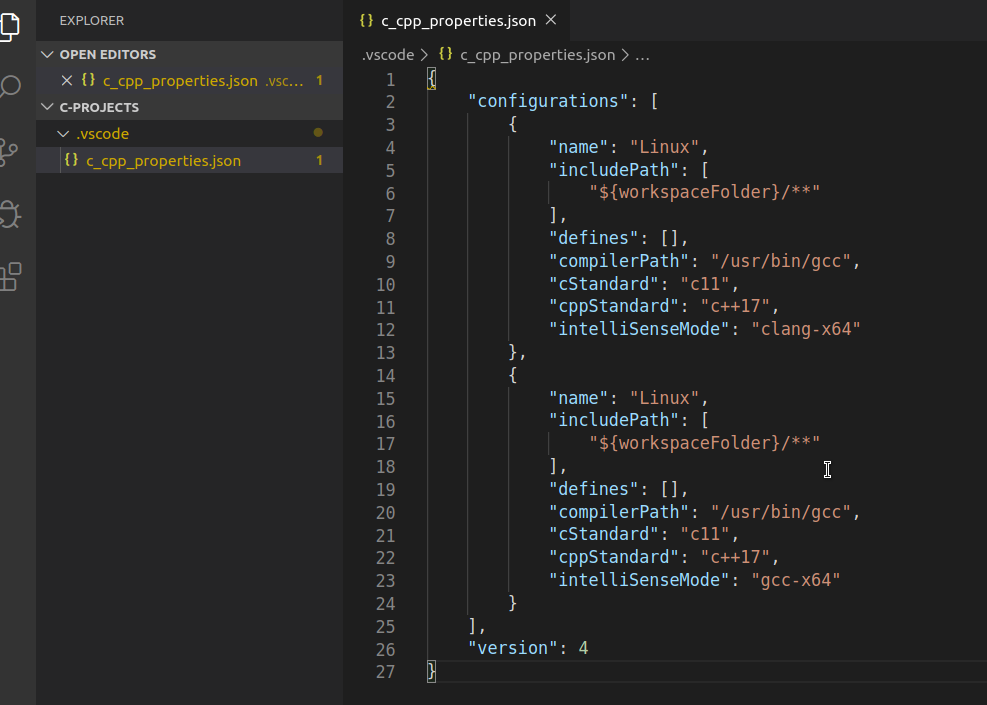 EXPLORER
OPEN EDITORS
{} c_cpp_properties.json .vsc... 1
C-PROJECTS
.vscode
{} c_cpp_properties.json 1
{} c_cpp_properties.json
.vscode > {} c_cpp_properties.json > ...
1 {
2 "configurations": [
3 {
4 "name": "Linux",
5 "includePath": [
6 "${workspaceFolder}/**"
7 ],
8 "defines": [],
9 "compilerPath": "/usr/bin/gcc",
10 "cStandard": "c11",
11 "cppStandard": "c++17",
12 "intelliSenseMode": "clang-x64"
13 },
14 {
15 "name": "Linux",
16 "includePath": [
17 "${workspaceFolder}/**"
18 ],
19 "defines": [],
20 "compilerPath": "/usr/bin/gcc",
21 "cStandard": "c11",
22 "cppStandard": "c++17",
23 "intelliSenseMode": "gcc-x64"
24 }
25 ],
26 "version": 4
27 }